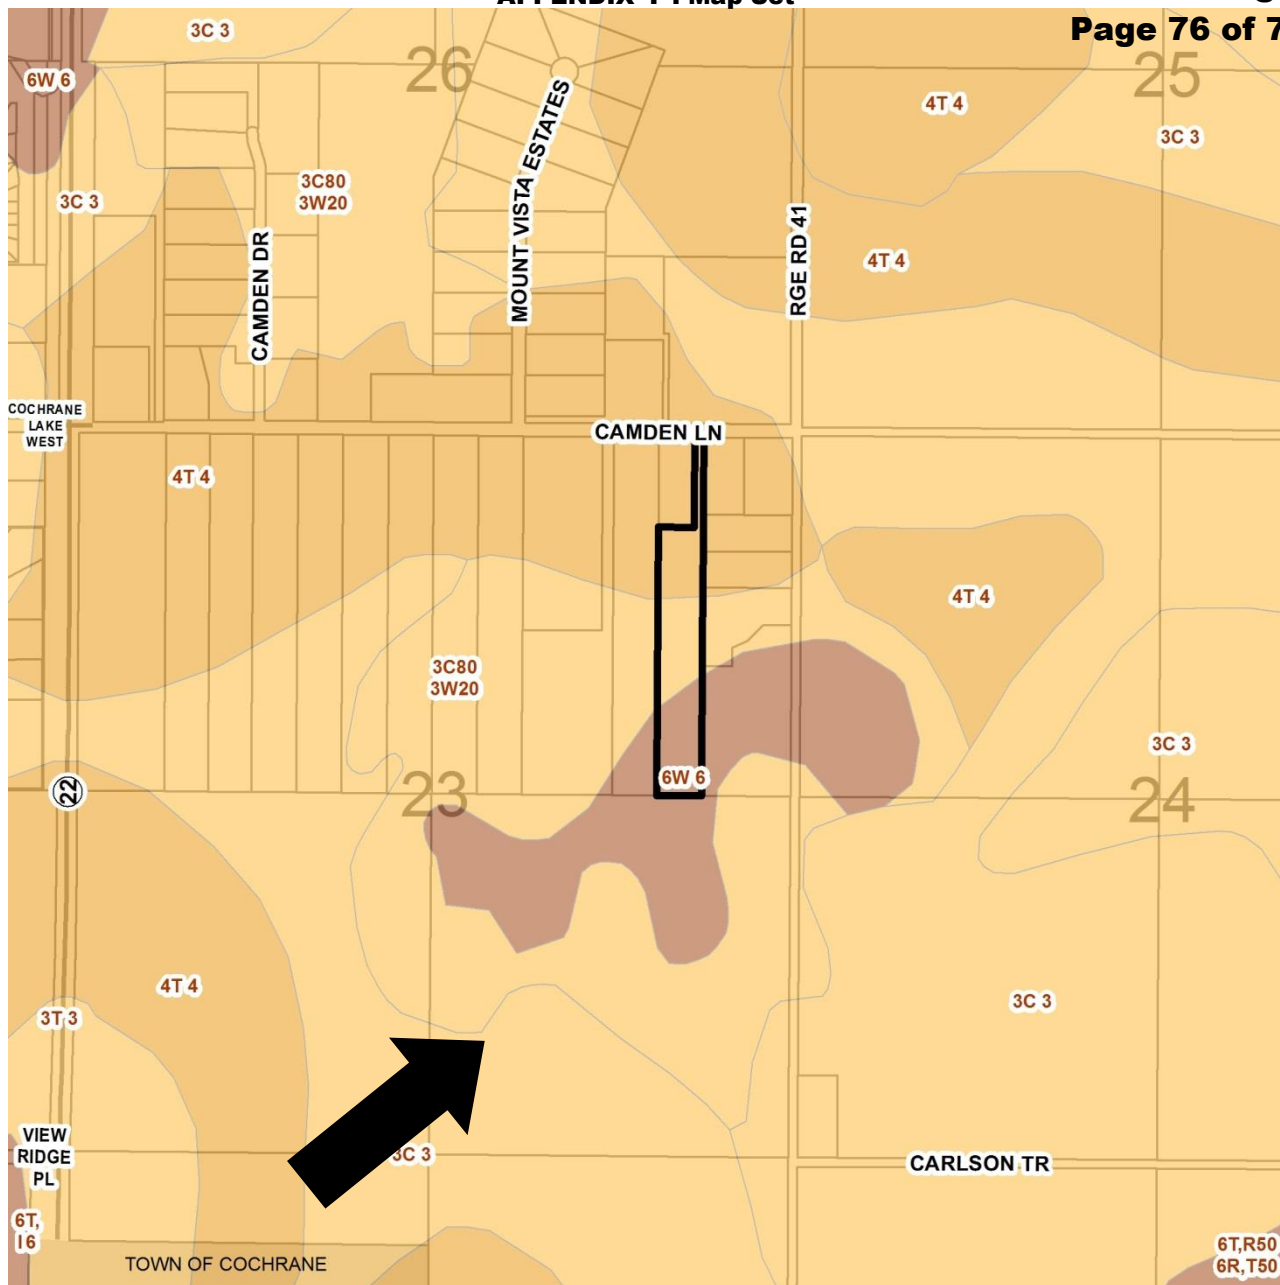 APPENDIX
Map Set
Page 76 of 7
3C 3
26
25
6W 6
4T 4
3C 3
3C80
3W20
3C 3
MOUNT VISTA ESTATES
RGE RD 41
4T 4
CAMDEN DR
COCHRANE
LAKE
WEST
CAMDEN LN
4T 4
4T 4
3C80
3W20
3C 3
6W 6
22
23
24
4T 4
3C 3
3T 3
VIEW
RIDGE
PL
3C 3
CARLSON TR
6T,
I6
6T,R50
6R,T50
TOWN OF COCHRANE